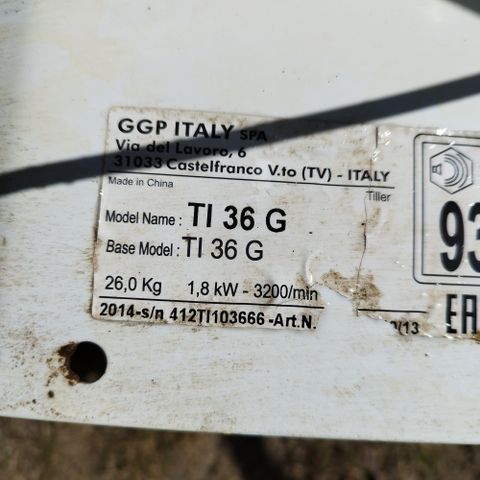 GGP ITALY SPA
Via del Lavoro, 6
31033 Castelfranco V.to (TV) - ITALY
Made in China
Tiller
Model Name : TI 36 G
Base Model : TI 36 G
26,0 Kg 1,8 kW - 3200/min
2014-s/n 412TI103666 -Art.N. /13
93
EAC